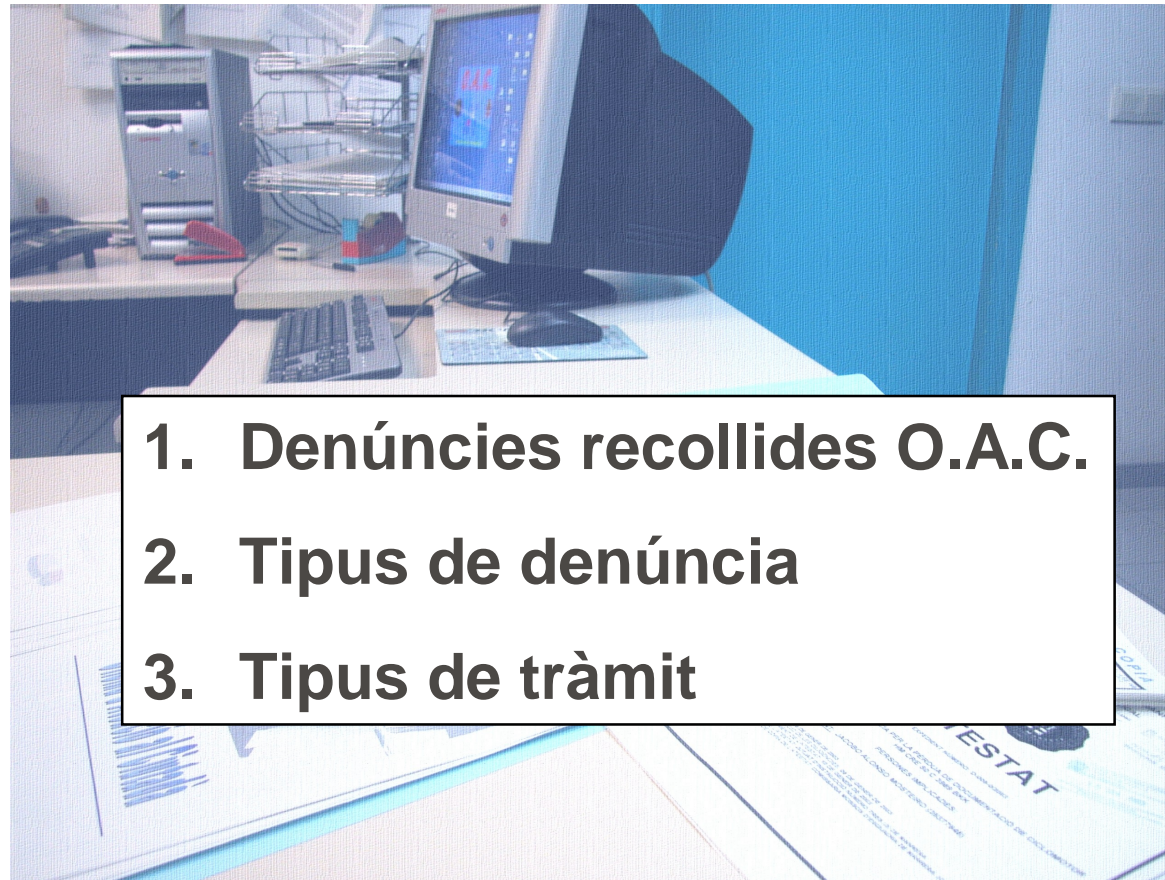 1. Denúncies recollides O.A.C.
2. Tipus de denúncia
3. Tipus de tràmit